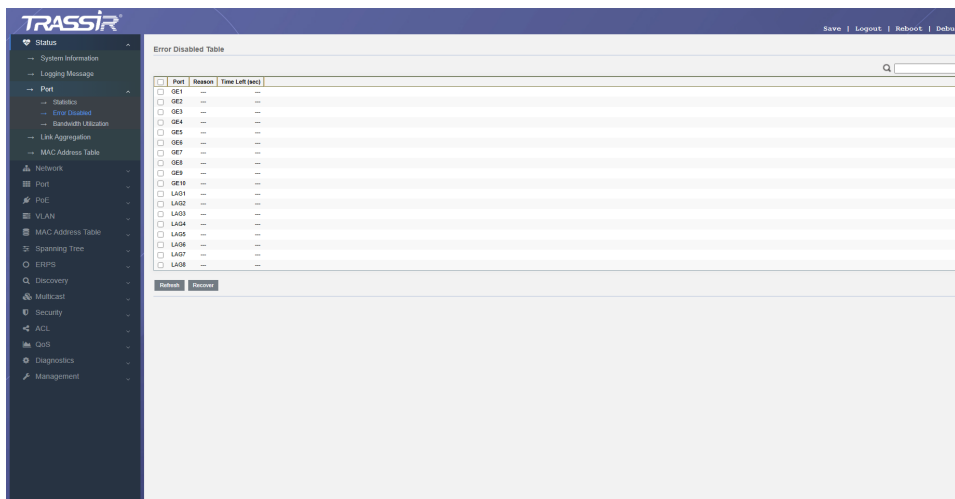 TRASSIR
Save | Logout | Reboot | Debu
Status
→ System Information
→ Logging Message
→ Port
→ Statistics
→ Error Disabled
→ Bandwidth Utilization
→ Link Aggregation
→ MAC Address Table
Network
Port
PoE
VLAN
MAC Address Table
Spanning Tree
ERPS
Discovery
Multicast
Security
ACL
QoS
Diagnostics
Management
Error Disabled Table
Port Reason Time Left (sec)
GE1 --- ---
GE2 --- ---
GE3 --- ---
GE4 --- ---
GE5 --- ---
GE6 --- ---
GE7 --- ---
GE8 --- ---
GE9 --- ---
GE10 --- ---
LAG1 --- ---
LAG2 --- ---
LAG3 --- ---
LAG4 --- ---
LAG5 --- ---
LAG6 --- ---
LAG7 --- ---
LAG8 --- ---
Refresh Recover